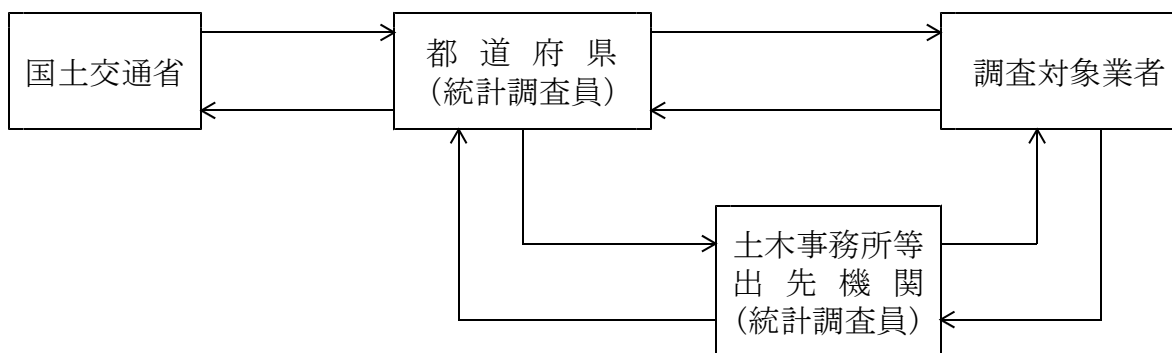 国土交通省
都道府県
(統計調査員)
調査対象業者
土木事務所等
出先機関
(統計調査員)